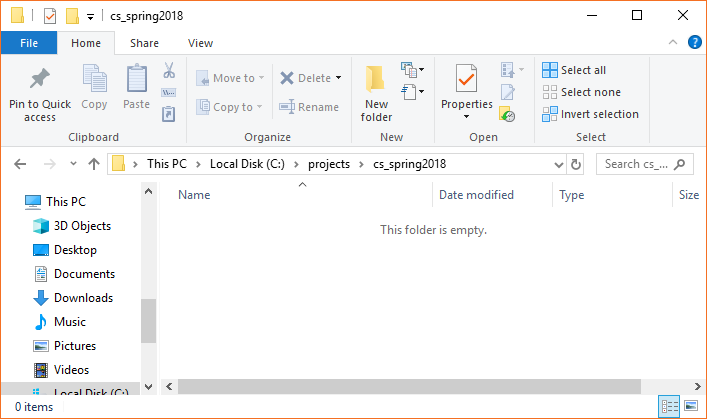 cs_spring2018
File Home Share View
Pin to Quick access
Copy
Paste
Clipboard
Move to
Copy to
Delete
Rename
Organize
New folder
New
Properties
Open
Select all
Select none
Invert selection
Select
This PC > Local Disk (C:) > projects > cs_spring2018
Search cs_...
This PC
3D Objects
Desktop
Documents
Downloads
Music
Pictures
Videos
Local Disk (C:)
Name Date modified Type Size
This folder is empty.
0 items